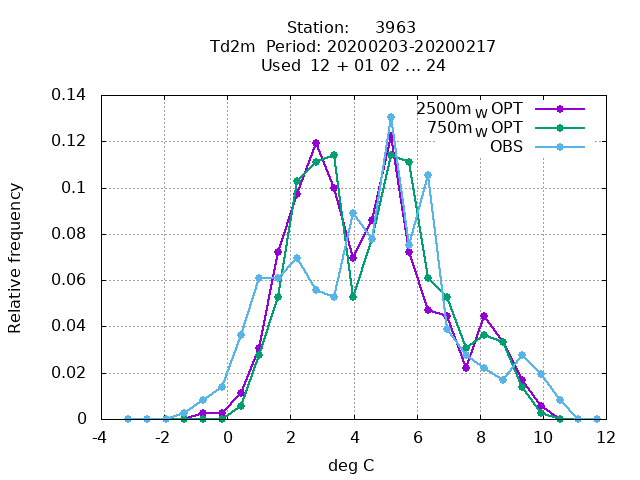 Station: 3963
Td2m Period: 20200203-20200217
Used 12 + 01 02 ... 24
2500m W OPT
750m W OPT
OBS
Relative frequency
0.14
0.12
0.1
0.08
0.06
0.04
0.02
0
-4 -2 0 2 4 6 8 10 12
deg C